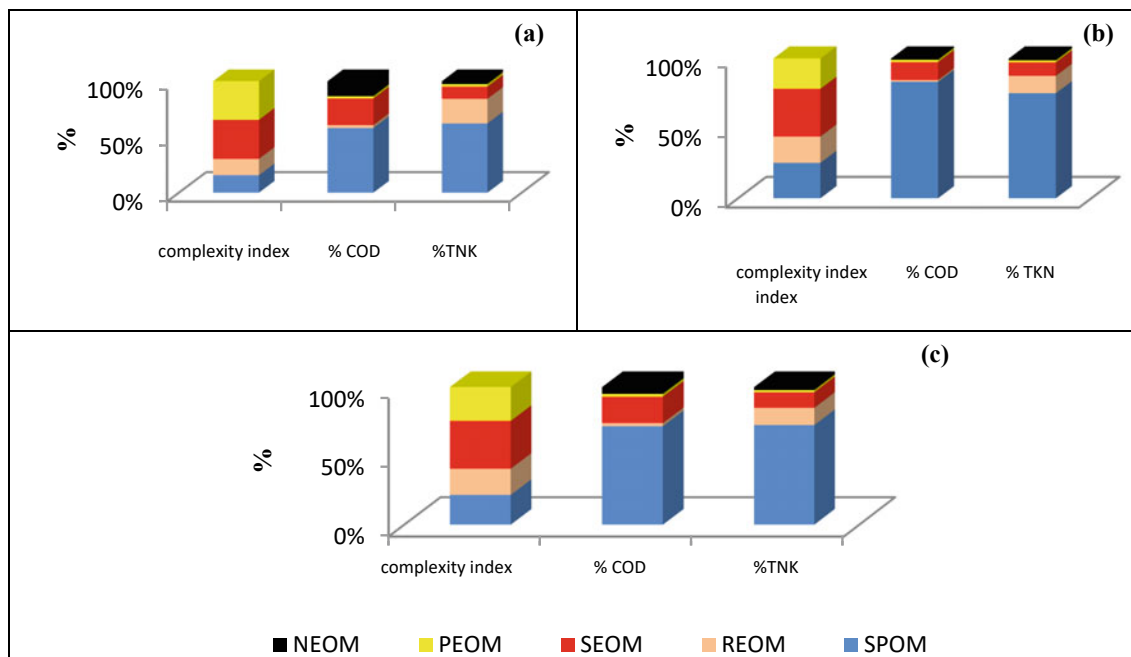 (a)
100%
50%
0%
%
complexity index % COD %TNK
(b)
100%
50%
0%
%
complexity index % COD % TKN
index
(c)
100%
50%
0%
%
complexity index % COD %TNK
NEOM PEOM SEOM REOM SPOM